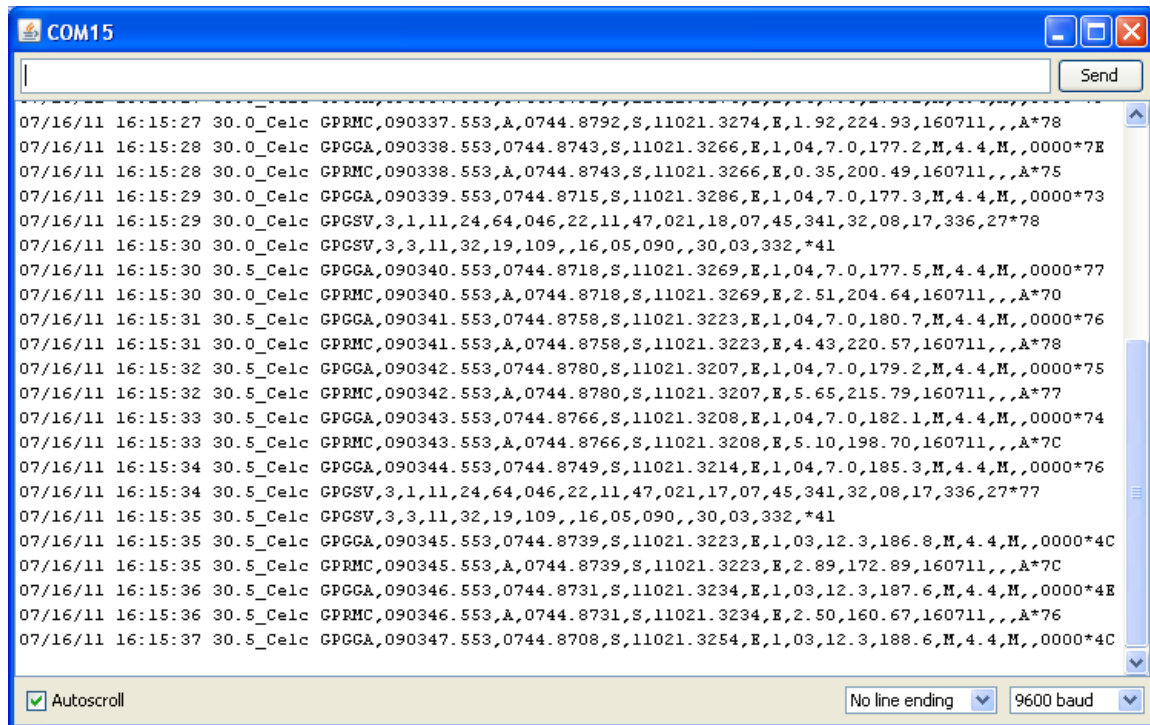 COM15
Send
07/16/11 16:15:27 30.0_Celc GPRMC,090337.553,A,0744.8792,S,11021.3274,E,1.92,224.93,160711,,,A*78
07/16/11 16:15:28 30.0_Celc GPGGA,090338.553,0744.8743,S,11021.3266,E,1,04,7.0,177.2,M,4.4,M,,0000*7E
07/16/11 16:15:28 30.0_Celc GPRMC,090338.553,A,0744.8743,S,11021.3266,E,0.35,200.49,160711,,,A*75
07/16/11 16:15:29 30.0_Celc GPGGA,090339.553,0744.8715,S,11021.3286,E,1,04,7.0,177.3,M,4.4,M,,0000*73
07/16/11 16:15:29 30.0_Celc GPGSV,3,1,11,24,64,046,22,11,47,021,18,07,45,341,32,08,17,336,27*78
07/16/11 16:15:30 30.0_Celc GPGSV,3,3,11,32,19,109,,16,05,090,,30,03,332,*41
07/16/11 16:15:30 30.5_Celc GPGGA,090340.553,0744.8718,S,11021.3269,E,1,04,7.0,177.5,M,4.4,M,,0000*77
07/16/11 16:15:30 30.0_Celc GPRMC,090340.553,A,0744.8718,S,11021.3269,E,2.51,204.64,160711,,,A*70
07/16/11 16:15:31 30.5_Celc GPGGA,090341.553,0744.8758,S,11021.3223,E,1,04,7.0,180.7,M,4.4,M,,0000*76
07/16/11 16:15:31 30.0_Celc GPRMC,090341.553,A,0744.8758,S,11021.3223,E,4.43,220.57,160711,,,A*78
07/16/11 16:15:32 30.5_Celc GPGGA,090342.553,0744.8780,S,11021.3207,E,1,04,7.0,179.2,M,4.4,M,,0000*75
07/16/11 16:15:32 30.5_Celc GPRMC,090342.553,A,0744.8780,S,11021.3207,E,5.65,215.79,160711,,,A*77
07/16/11 16:15:33 30.5_Celc GPGGA,090343.553,0744.8766,S,11021.3208,E,1,04,7.0,182.1,M,4.4,M,,0000*74
07/16/11 16:15:33 30.5_Celc GPRMC,090343.553,A,0744.8766,S,11021.3208,E,5.10,198.70,160711,,,A*7C
07/16/11 16:15:34 30.5_Celc GPGGA,090344.553,0744.8749,S,11021.3214,E,1,04,7.0,185.3,M,4.4,M,,0000*76
07/16/11 16:15:34 30.5_Celc GPGSV,3,1,11,24,64,046,22,11,47,021,17,07,45,341,32,08,17,336,27*77
07/16/11 16:15:35 30.5_Celc GPGSV,3,3,11,32,19,109,,16,05,090,,30,03,332,*41
07/16/11 16:15:35 30.5_Celc GPGGA,090345.553,0744.8739,S,11021.3223,E,1,03,12.3,186.8,M,4.4,M,,0000*4C
07/16/11 16:15:35 30.5_Celc GPRMC,090345.553,A,0744.8739,S,11021.3223,E,2.89,172.89,160711,,,A*7C
07/16/11 16:15:36 30.5_Celc GPGGA,090346.553,0744.8731,S,11021.3234,E,1,03,12.3,187.6,M,4.4,M,,0000*4E
07/16/11 16:15:36 30.5_Celc GPRMC,090346.553,A,0744.8731,S,11021.3234,E,2.50,160.67,160711,,,A*76
07/16/11 16:15:37 30.5_Celc GPGGA,090347.553,0744.8708,S,11021.3254,E,1,03,12.3,188.6,M,4.4,M,,0000*4C
Autoscroll
No line ending
9600 baud